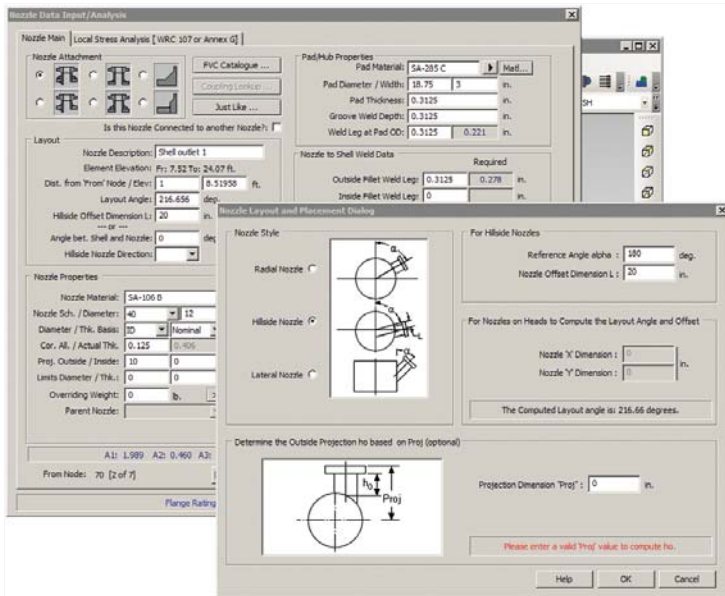 Nozzle Data Input/Analysis
Nozzle Main
Local Stress Analysis [ WRC 107 or Annex G]
Nozzle Attachment
FVC Catalogue ...
Coupling Lookup ...
Just Like ...
Is this Nozzle Connected to another Nozzle?:
Layout
Nozzle Description: Shell outlet 1
Element Elevation: Fr: 7.52 To: 24.07 ft.
Dist. from 'From' Node / Elev: 1 8.51958 ft.
Layout Angle: 216.656 deg.
Hillside Offset Dimension L: 20 in.
--- or ---
Angle bet. Shell and Nozzle: 0 deg
Hillside Nozzle Direction:
Nozzle Properties
Nozzle Material: SA-106 B
Nozzle Sch. / Diameter: 40 12
Diameter / Thk. Basis: ID Nominal
Cor. All. / Actual Thk. 0.125 0.406
Proj. Outside / Inside: 10 0
Limits Diameter / Thk.: 0 0
Overriding Weight: 0 lb.
Parent Nozzle:
A1: 1.989 A2: 0.460 A3:
From Node: 70 [2 of 7]
Flange Rating
Pad/Hub Properties
Pad Material: SA-285 C Matl...
Pad Diameter / Width: 18.75 3 in.
Pad Thickness: 0.3125 in.
Groove Weld Depth: 0.3125 in.
Weld Leg at Pad OD: 0.3125 0.221 in.
Nozzle to Shell Weld Data
Required
Outside Fillet Weld Leg: 0.3125 0.278 in.
Inside Fillet Weld Leg: 0 in.
SH
Nozzle Layout and Placement Dialog
Nozzle Style
Radial Nozzle
Hillside Nozzle
Lateral Nozzle
α
α
L
α
For Hillside Nozzles
Reference Angle alpha : 180 deg.
Nozzle Offset Dimension L : 20 in.
For Nozzles on Heads to Compute the Layout Angle and Offset
Nozzle 'X' Dimension : 0
Nozzle 'Y' Dimension : 0
in.
The Computed Layout angle is: 216.66 degrees.
Determine the Outside Projection ho based on Proj (optional)
h0
Proj
Projection Dimension "Proj" : 0 in.
Please enter a valid 'Proj' value to compute ho.
Help
OK
Cancel